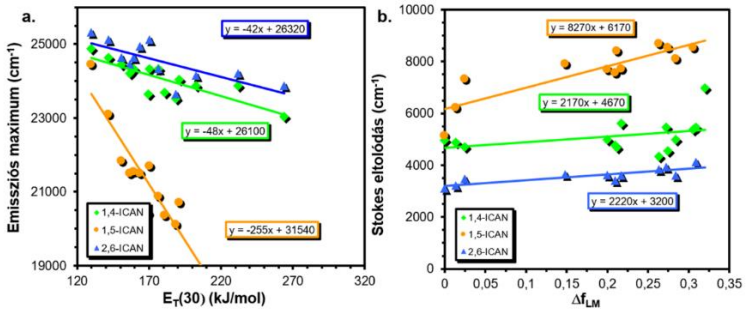 a.
Emissziós maximum (cm⁻¹)
25000
23000
21000
19000
y = -42x + 26320
y = -48x + 26100
y = -255x + 31540
1,4-ICAN
1,5-ICAN
2,6-ICAN
120 170 220 270 320
E_T(30) (kJ/mol)
b.
Stokes eltolódás (cm⁻¹)
10000
8000
6000
4000
2000
0
y = 8270x + 6170
y = 2170x + 4670
y = 2220x + 3200
1,4-ICAN
1,5-ICAN
2,6-ICAN
0 0,05 0,1 0,15 0,2 0,25 0,3 0,35
Δf_LM